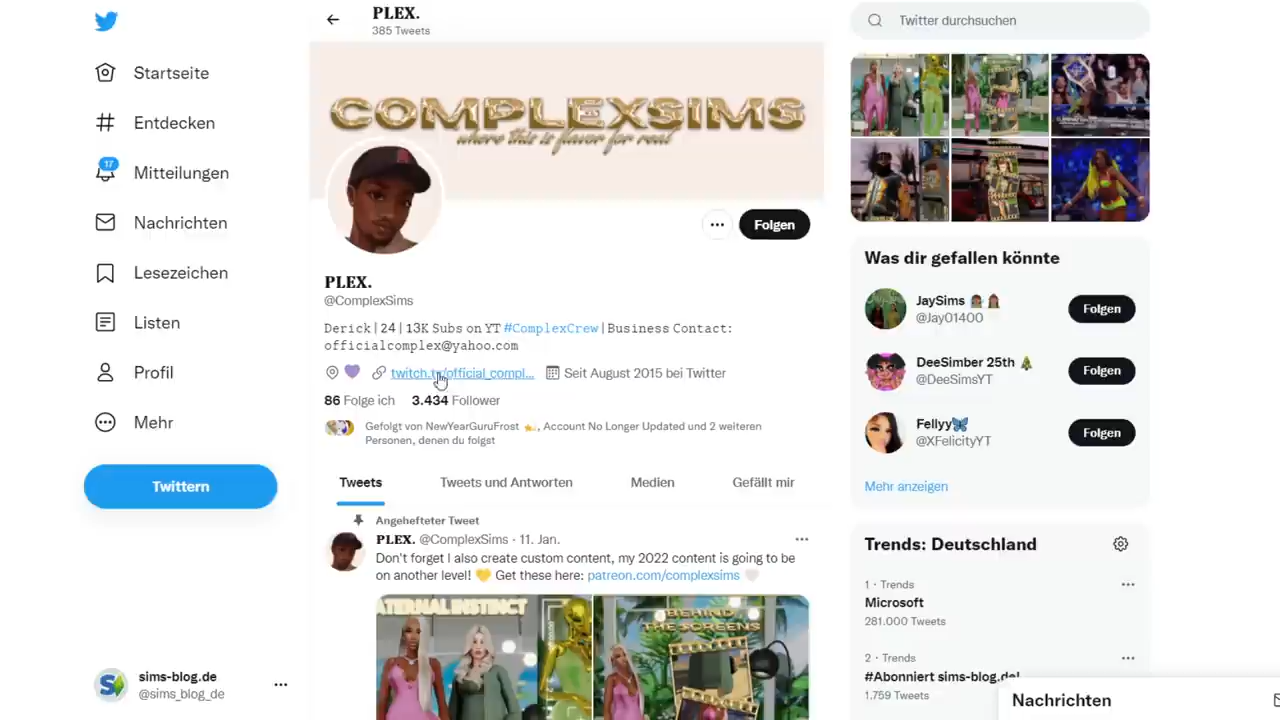 PLEX.
385 Tweets
Twitter durchsuchen
Startseite
Entdecken
17
Mitteilungen
Nachrichten
Lesezeichen
Listen
Profil
Mehr
Twittern
sims-blog.de
@sims_blog_de
COMPLEXSIMS
where this is flavor for real
Folgen
PLEX.
@ComplexSims
Derick | 24 | 13K Subs on YT #ComplexCrew | Business Contact:
officialcomplex@yahoo.com
twitch.tv/official_compl... Seit August 2015 bei Twitter
86 Folge ich 3.434 Follower
Gefolgt von NewYearGuruFrost, Account No Longer Updated und 2 weiteren
Personen, denen du folgst
Tweets Tweets und Antworten Medien Gefällt mir
Angehefteter Tweet
PLEX. @ComplexSims · 11. Jan.
Don't forget I also create custom content, my 2022 content is going to be
on another level! 💛 Get these here: patreon.com/complexsims 🤍
ATERNAL INSTINCT
BEHIND
THE SCREENS
Was dir gefallen könnte
JaySims
@Jay01400
Folgen
DeeSimber 25th 🎄
@DeeSimsYT
Folgen
Fellyy🦋
@XFelicityYT
Folgen
Mehr anzeigen
Trends: Deutschland
1 · Trends
Microsoft
281.000 Tweets
2 · Trends
#Abonniert sims-blog.de!
1.759 Tweets
Nachrichten